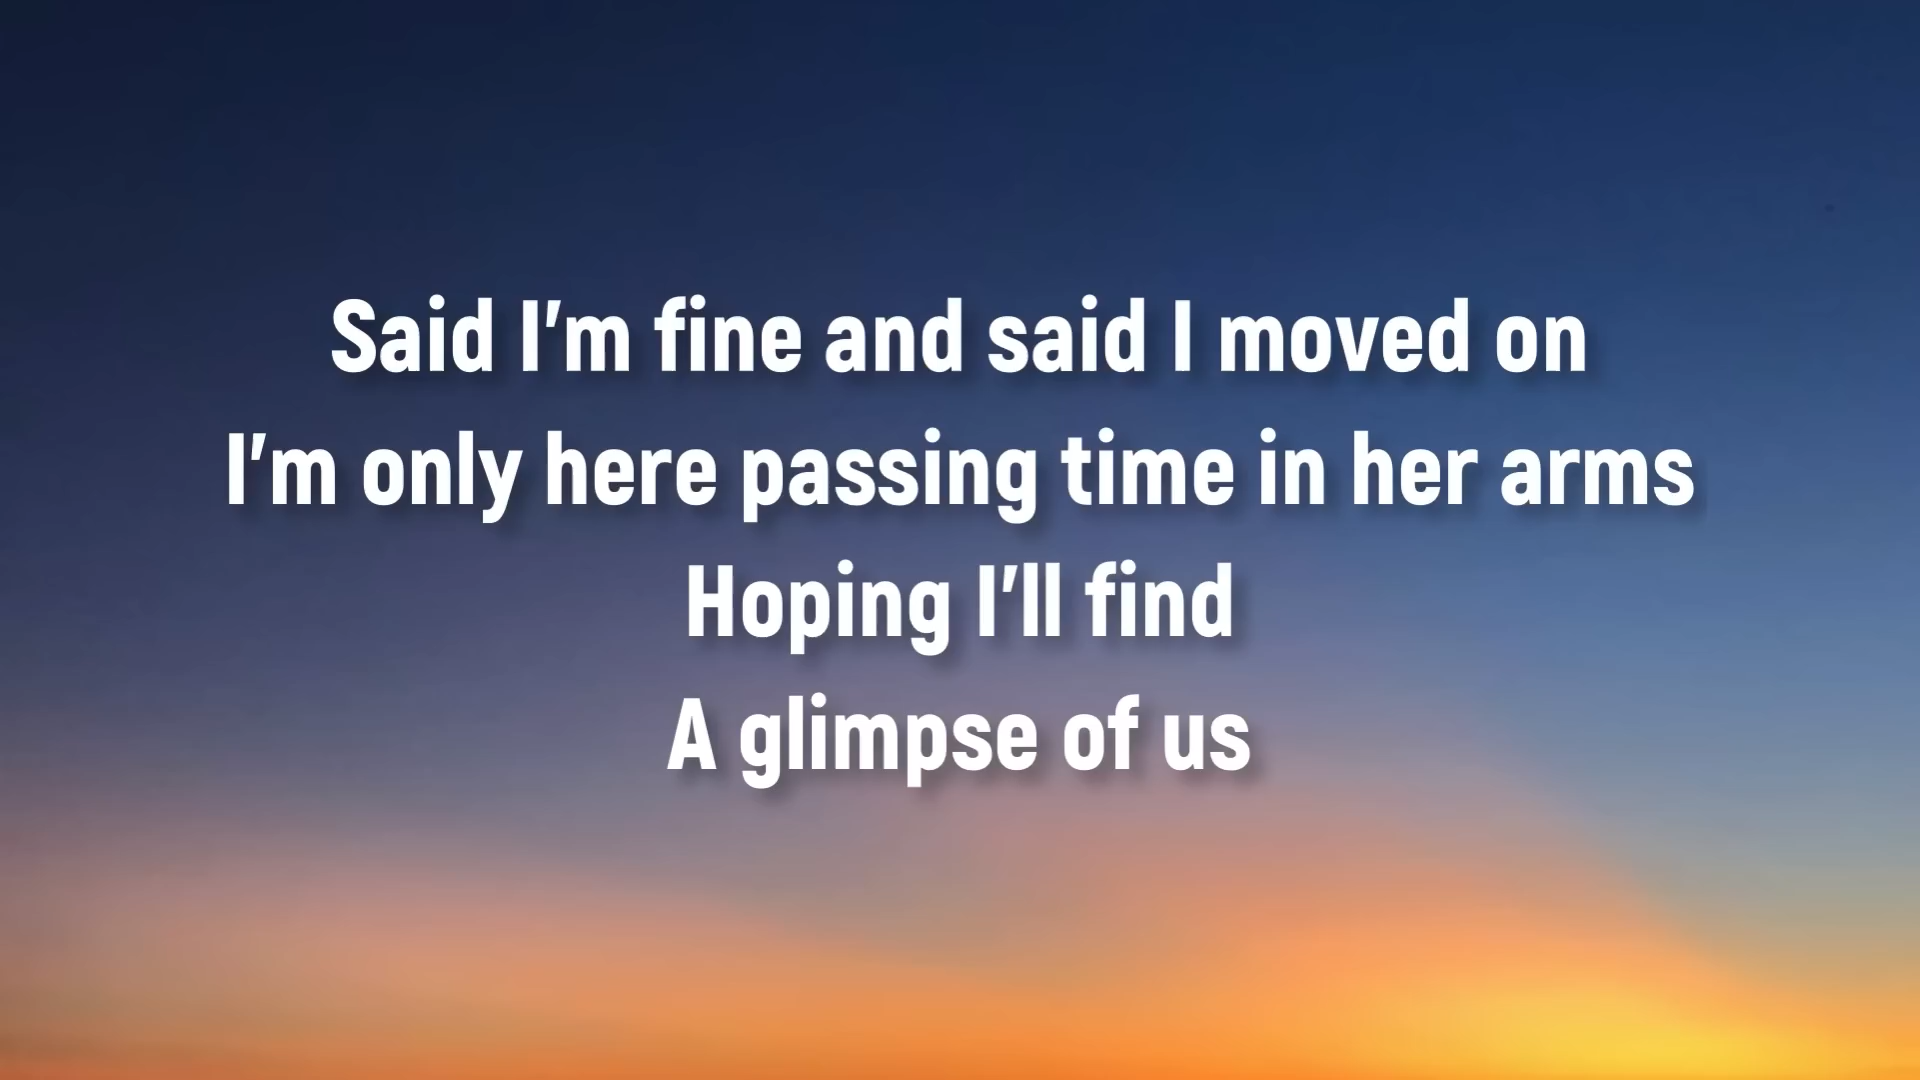 Said I'm fine and said I moved on
I'm only here passing time in her arms
Hoping I'll find
A glimpse of us